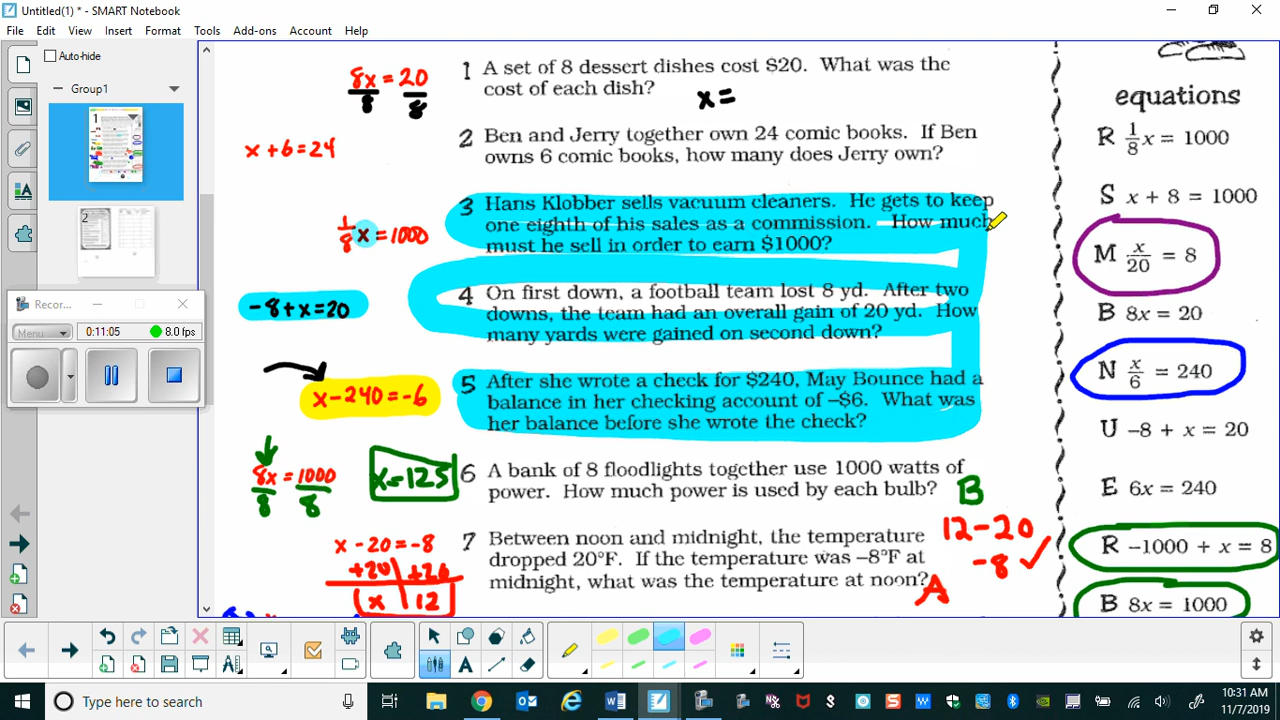 Untitled(1) * - SMART Notebook
File Edit View Insert Format Tools Add-ons Account Help
Auto-hide
Group1
1
2
Recor...
Menu
0:11:05
8.0 fps
8x = 20
8 8
1 A set of 8 dessert dishes cost $20. What was the
cost of each dish?
x =
x + 6 = 24
2 Ben and Jerry together own 24 comic books. If Ben
owns 6 comic books, how many does Jerry own?
1/8 x = 1000
3 Hans Klobber sells vacuum cleaners. He gets to keep
one eighth of his sales as a commission. How much
must he sell in order to earn $1000?
-8 + x = 20
4 On first down, a football team lost 8 yd. After two
downs, the team had an overall gain of 20 yd. How
many yards were gained on second down?
x - 240 = -6
5 After she wrote a check for $240, May Bounce had a
balance in her checking account of –$6. What was
her balance before she wrote the check?
8x = 1000
8 8
x = 125
6 A bank of 8 floodlights together use 1000 watts of
power. How much power is used by each bulb?
B
x - 20 = -8
+20 +20
x 12
7 Between noon and midnight, the temperature
dropped 20°F. If the temperature was –8°F at
midnight, what was the temperature at noon?
A
12 - 20
-8 ✓
equations
R 1/8 x = 1000
S x + 8 = 1000
M x/20 = 8
B 8x = 20
N x/6 = 240
U –8 + x = 20
E 6x = 240
R –1000 + x = 8
B 8x = 1000
Type here to search
10:31 AM
11/7/2019